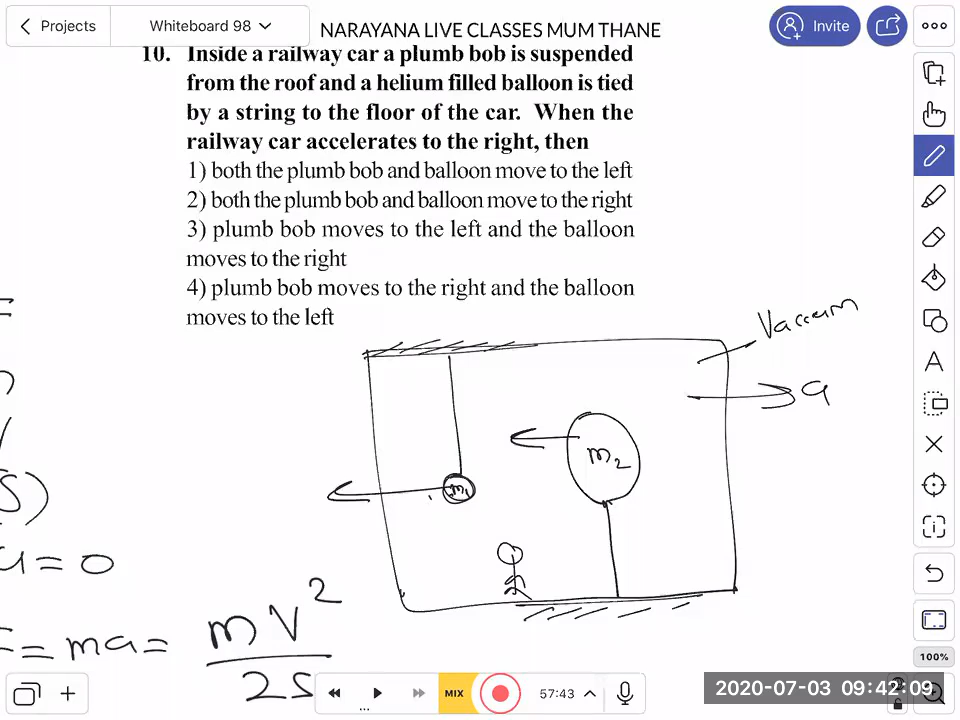 Projects
Whiteboard 98
NARAYANA LIVE CLASSES MUM THANE
Invite
10. Inside a railway car a plumb bob is suspended
from the roof and a helium filled balloon is tied
by a string to the floor of the car. When the
railway car accelerates to the right, then
1) both the plumb bob and balloon move to the left
2) both the plumb bob and balloon move to the right
3) plumb bob moves to the left and the balloon
moves to the right
4) plumb bob moves to the right and the balloon
moves to the left
Vaccum
a
m₂
m₁
S)
u = 0
= ma = mv²
2s
MIX
57:43
100%
2020-07-03 09:42:09